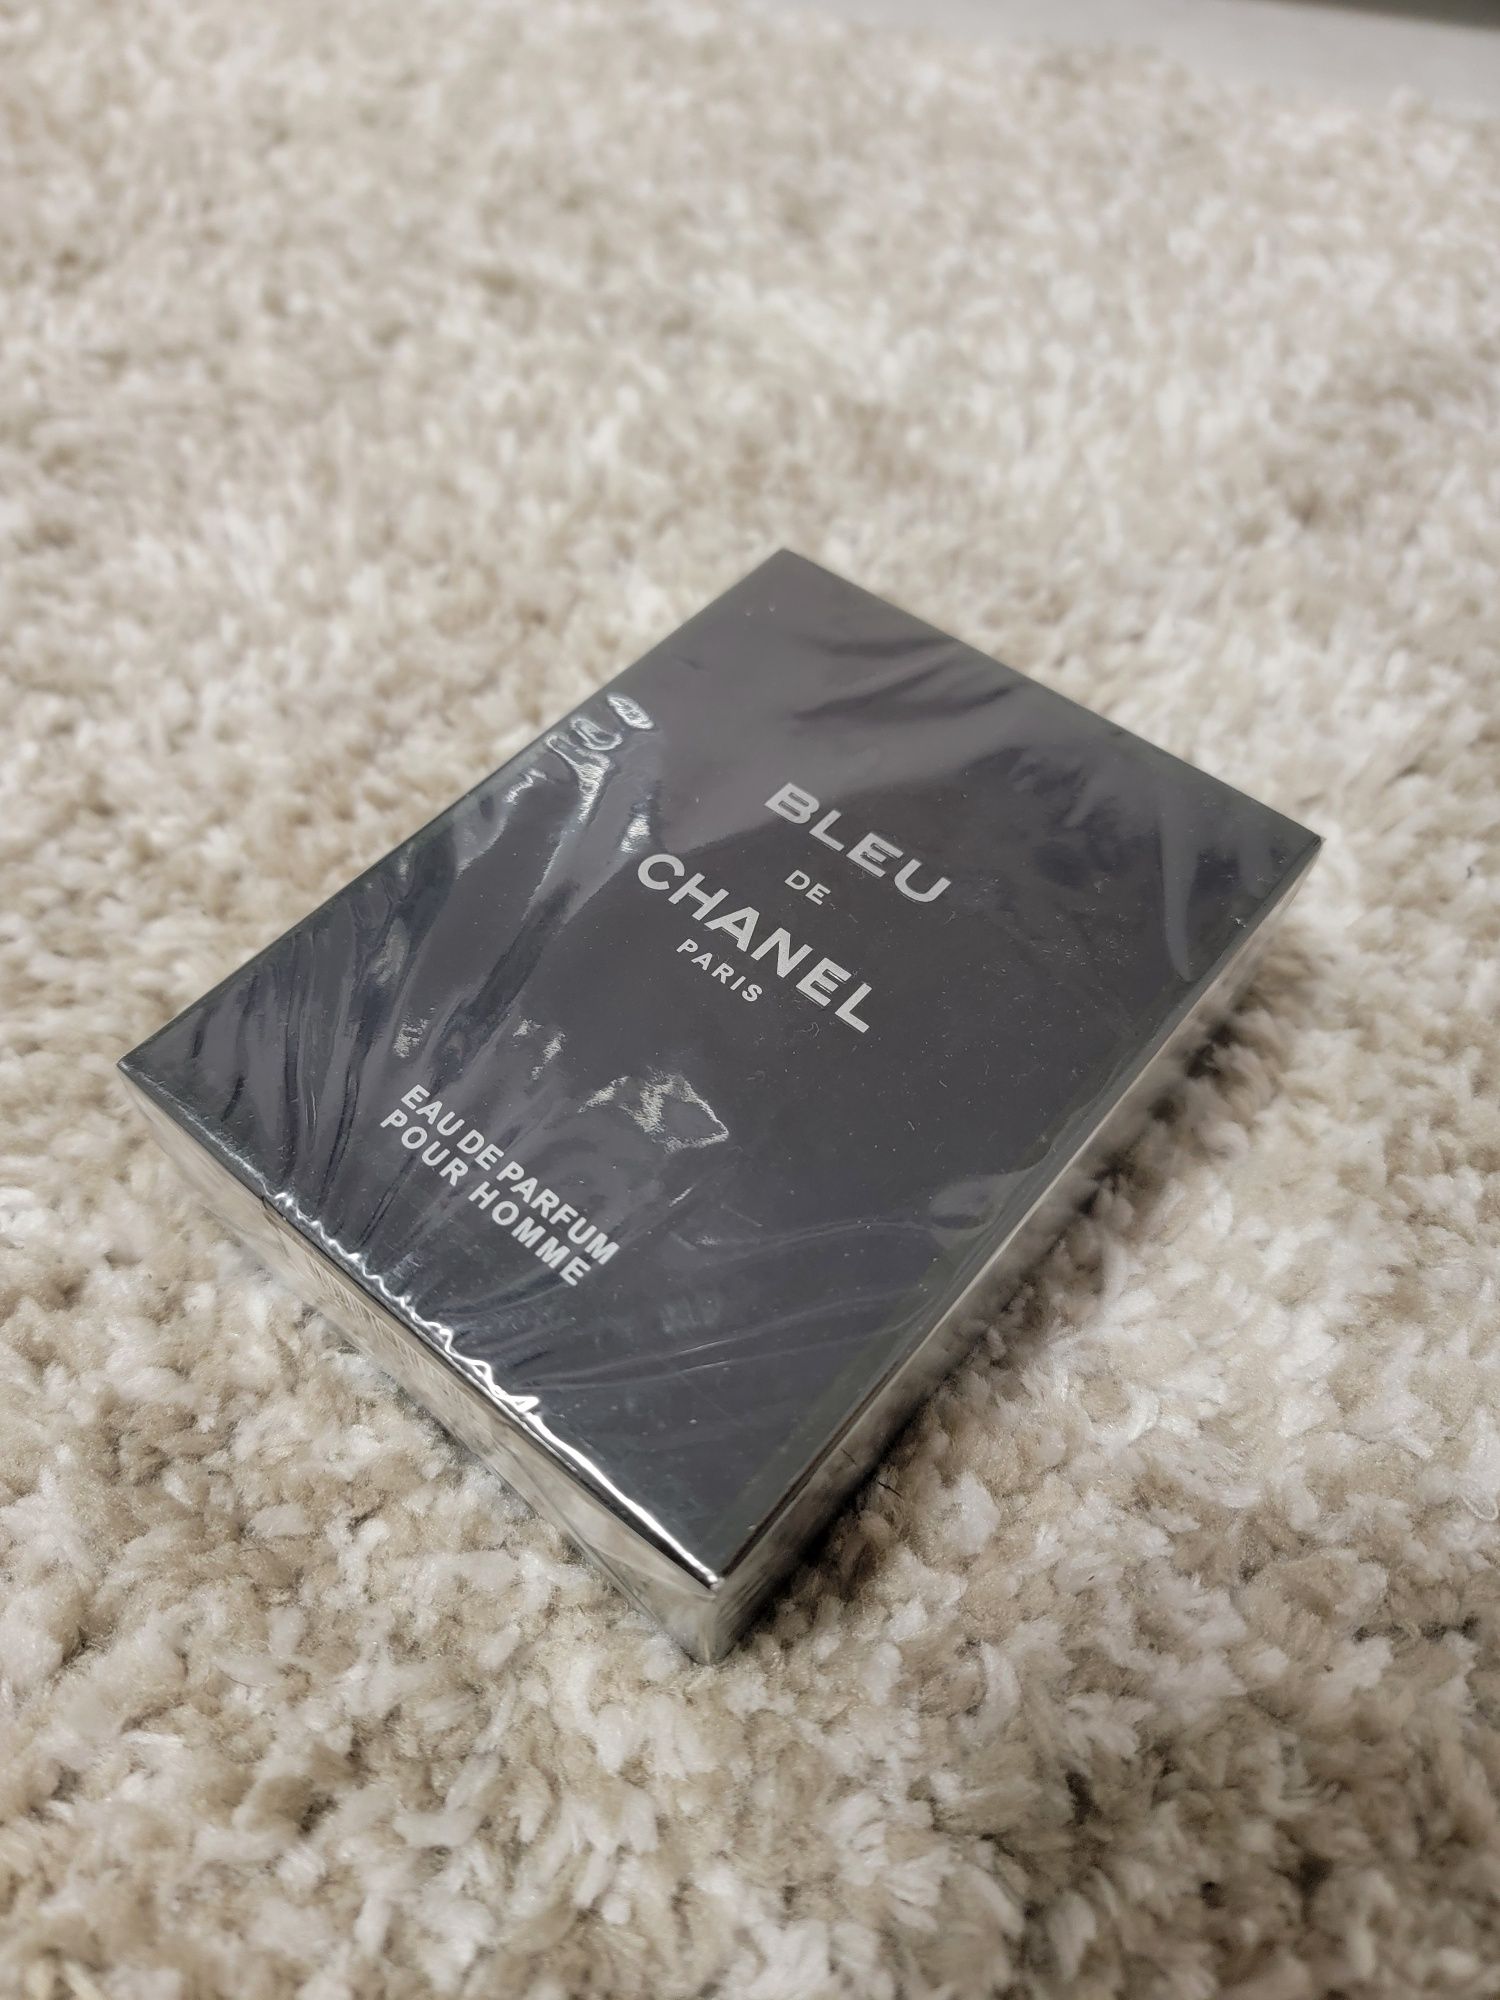 BLEU
DE
CHANEL
PARIS
EAU DE PARFUM
POUR HOMME